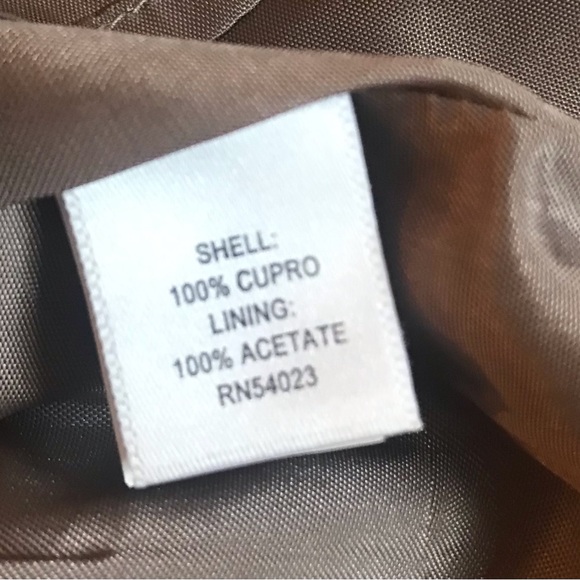 SHELL:
100% CUPRO
LINING:
100% ACETATE
RN54023